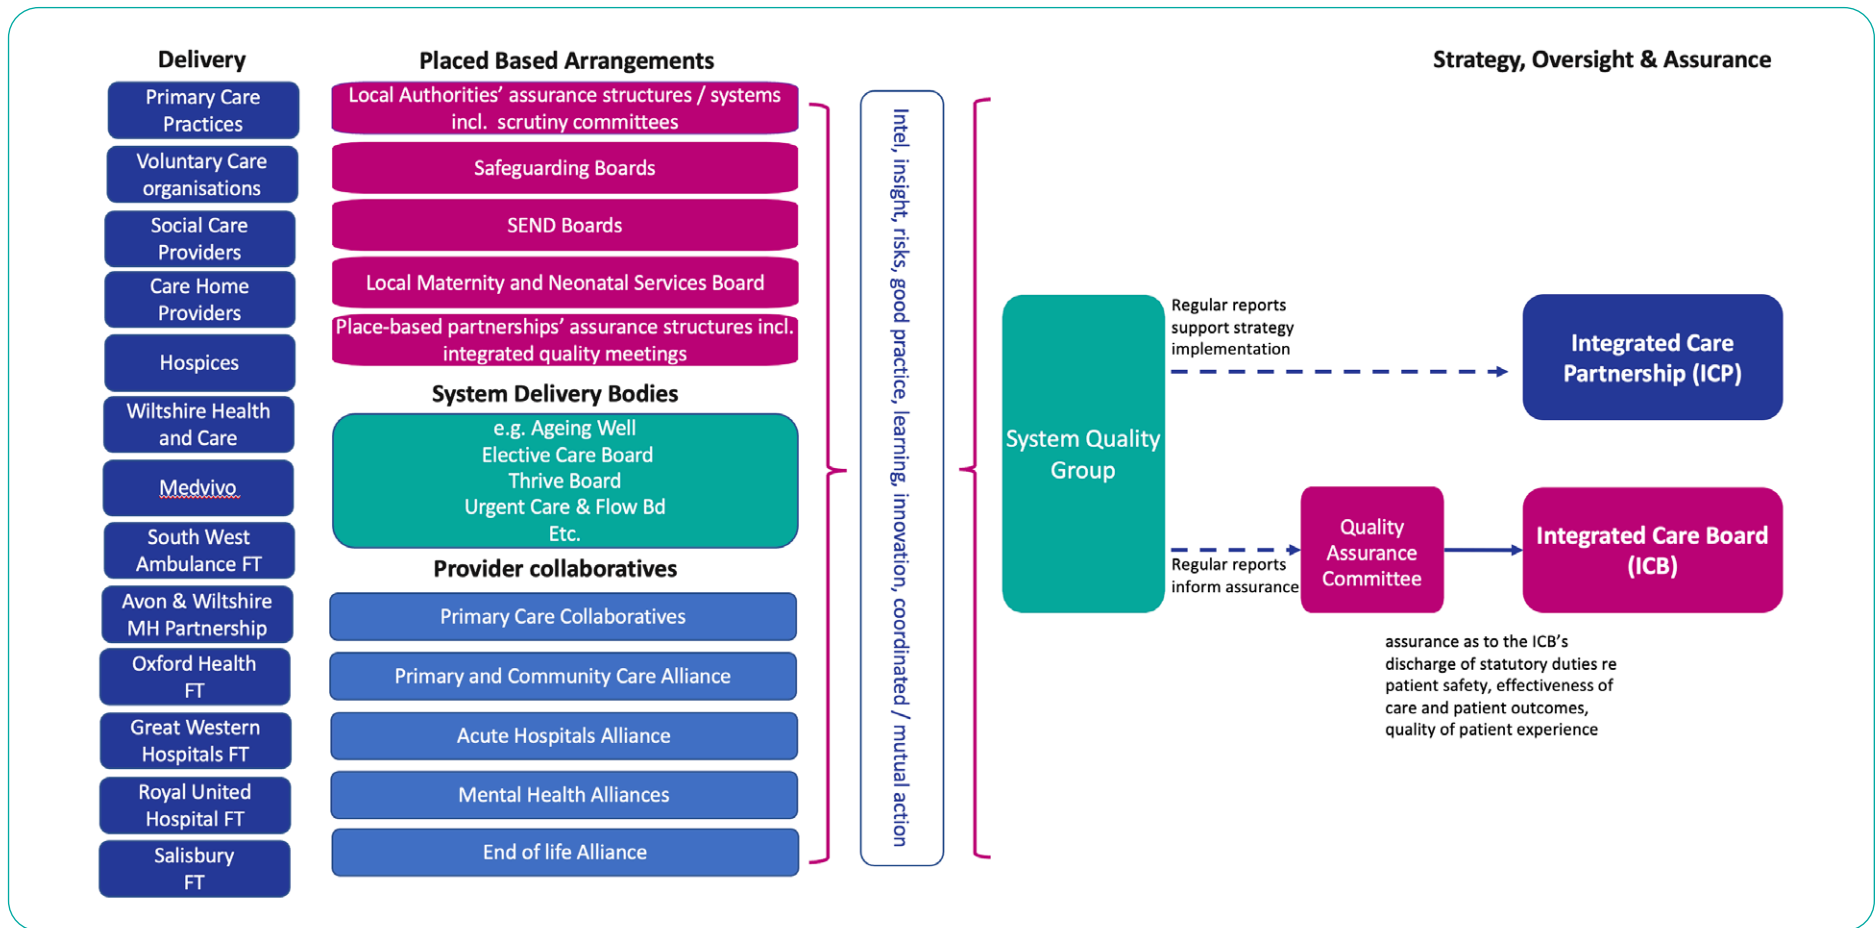 Delivery
Primary Care
Practices
Voluntary Care
organisations
Social Care
Providers
Care Home
Providers
Hospices
Wiltshire Health
and Care
Medvivo
South West
Ambulance FT
Avon & Wiltshire
MH Partnership
Oxford Health
FT
Great Western
Hospitals FT
Royal United
Hospital FT
Salisbury
FT
Placed Based Arrangements
Local Authorities’ assurance structures / systems
incl. scrutiny committees
Safeguarding Boards
SEND Boards
Local Maternity and Neonatal Services Board
Place-based partnerships’ assurance structures incl.
integrated quality meetings
System Delivery Bodies
e.g. Ageing Well
Elective Care Board
Thrive Board
Urgent Care & Flow Bd
Etc.
Provider collaboratives
Primary Care Collaboratives
Primary and Community Care Alliance
Acute Hospitals Alliance
Mental Health Alliances
End of life Alliance
Intel, insight, risks, good practice, learning, innovation, coordinated / mutual action
Strategy, Oversight & Assurance
System Quality
Group
Regular reports
support strategy
implementation
Integrated Care
Partnership (ICP)
Regular reports
inform assurance
Quality
Assurance
Committee
Integrated Care Board
(ICB)
assurance as to the ICB’s
discharge of statutory duties re
patient safety, effectiveness of
care and patient outcomes,
quality of patient experience